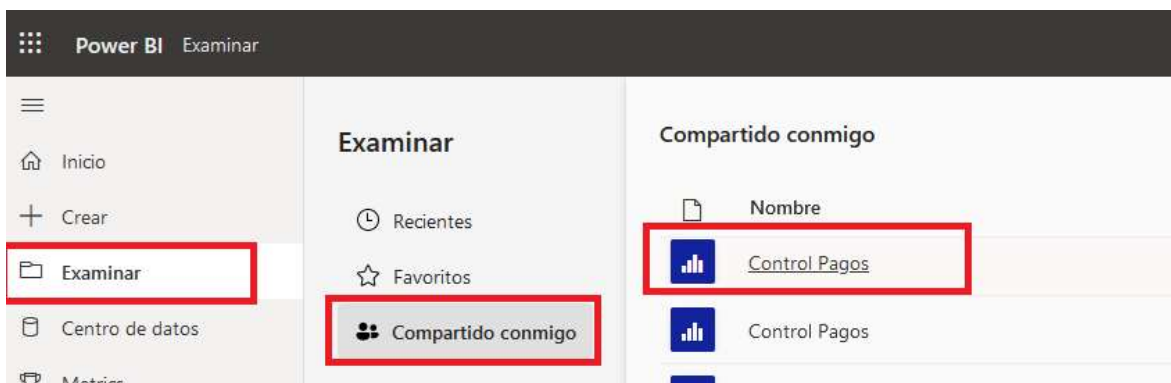 Power BI Examinar
Inicio
Crear
Examinar
Centro de datos
Metrics
Examinar
Recientes
Favoritos
Compartido conmigo
Compartido conmigo
Nombre
Control Pagos
Control Pagos